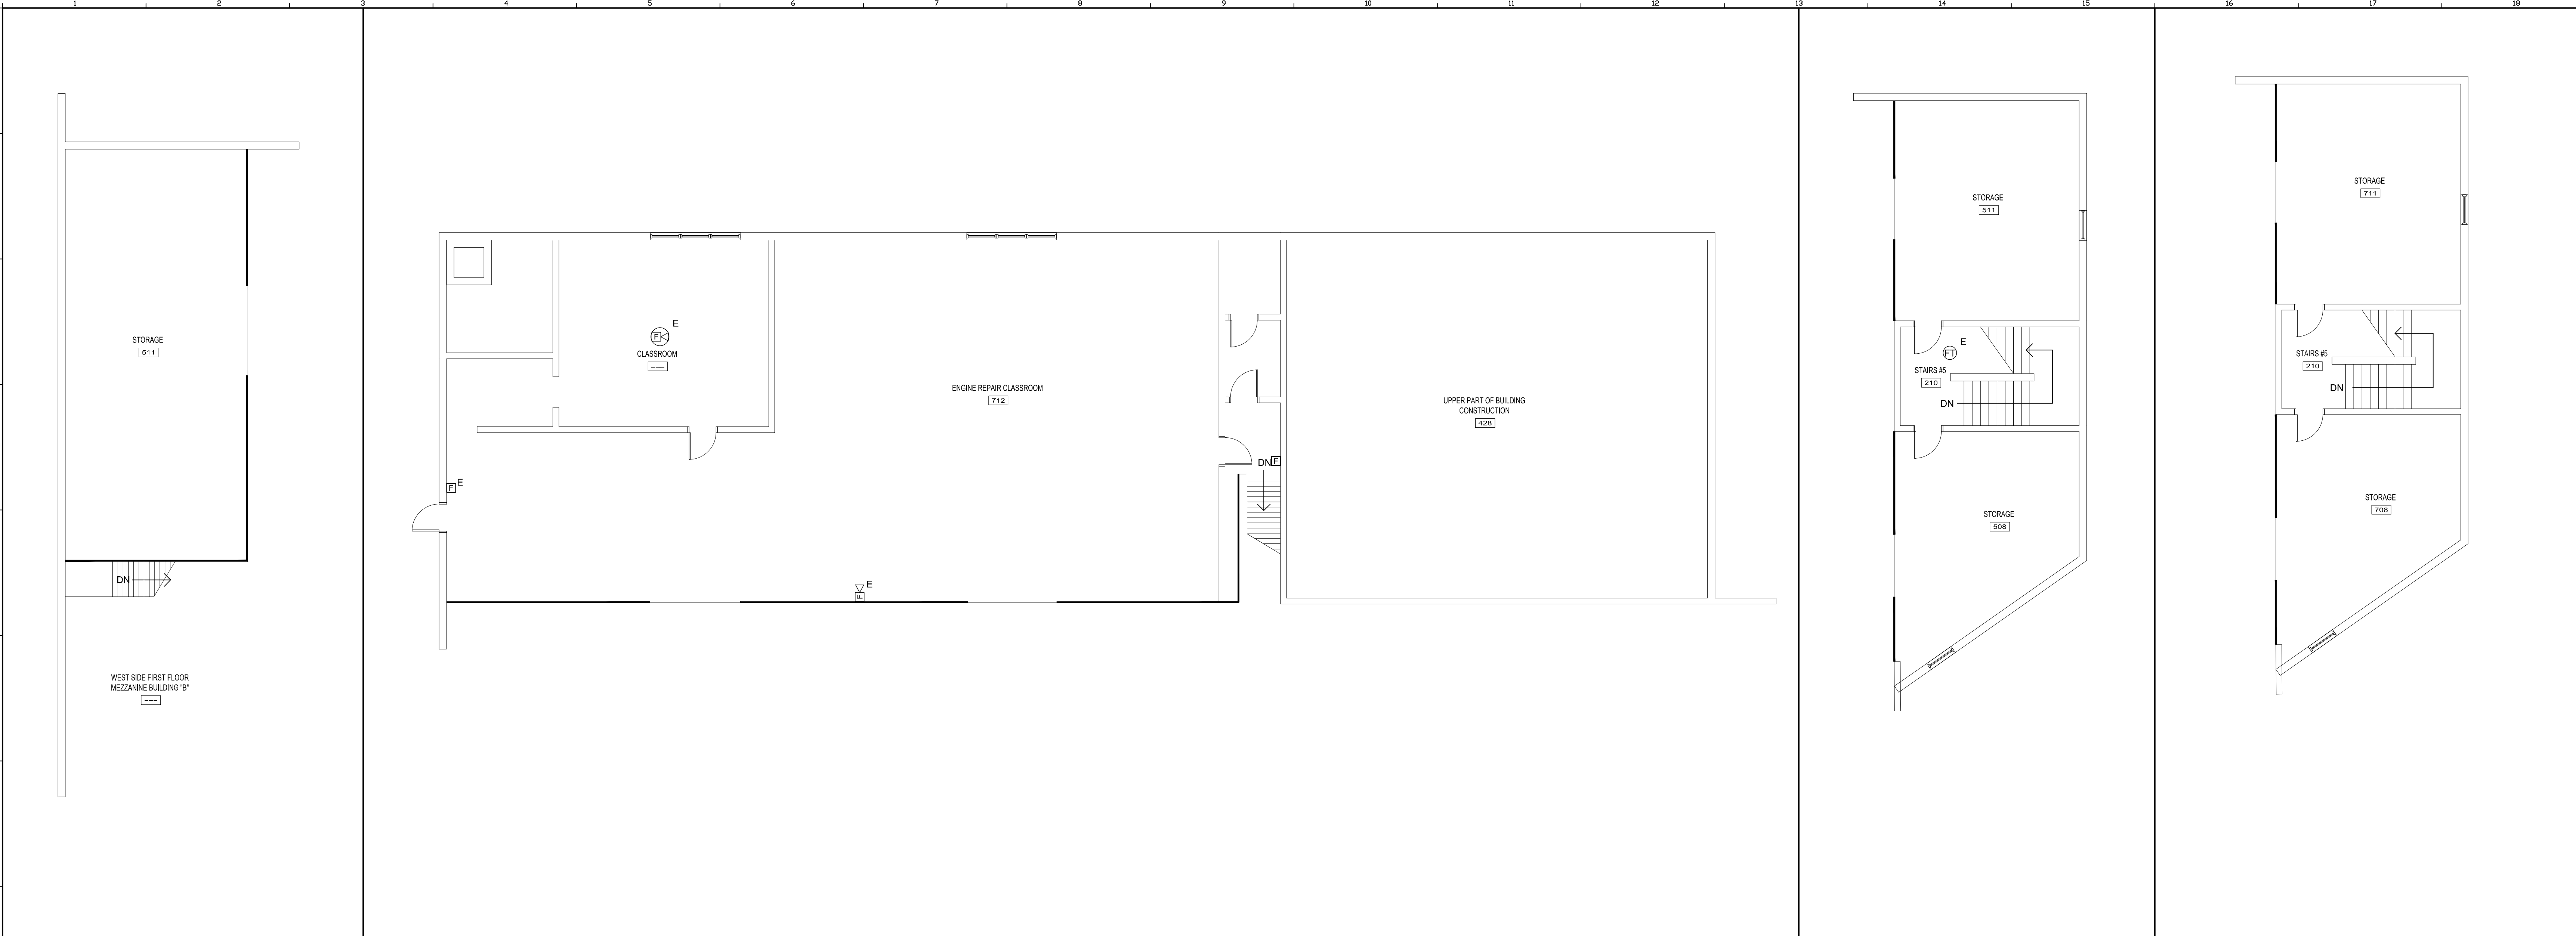 1 2 3 4 5 6 7 8 9 10 11 12 13 14 15 16 17 18
STORAGE
511
DN
WEST SIDE FIRST FLOOR
MEZZANINE BUILDING "B"
---
F
E
CLASSROOM
---
ENGINE REPAIR CLASSROOM
712
F
E
F
E
DN
F
UPPER PART OF BUILDING
CONSTRUCTION
428
STORAGE
511
FT
E
STAIRS #5
210
DN
STORAGE
508
STORAGE
711
STAIRS #5
210
DN
STORAGE
708